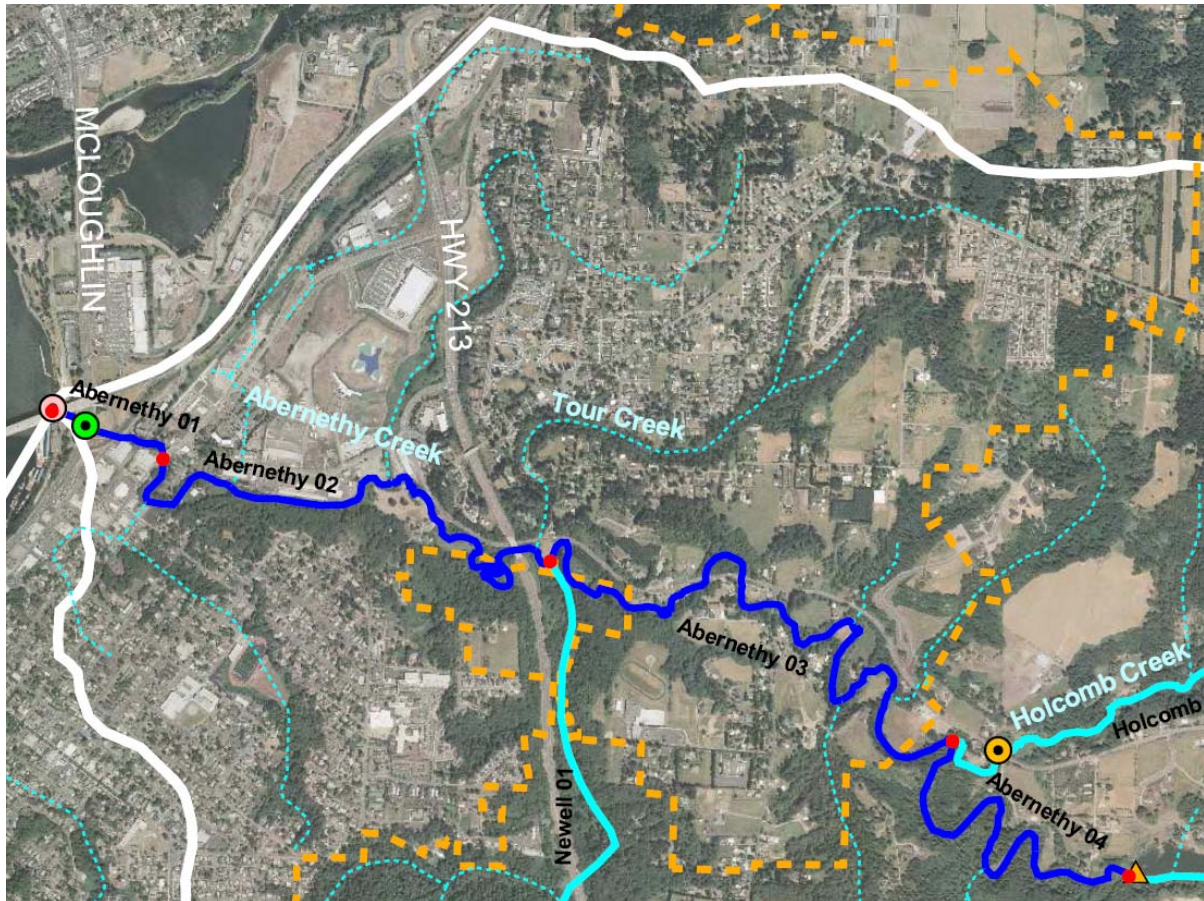 MCLOUGHLIN
HWY 213
Abernethy 01
Abernethy Creek
Tour Creek
Abernethy 02
Abernethy 03
Holcomb Creek
Holcomb
Abernethy 04
Newell 01